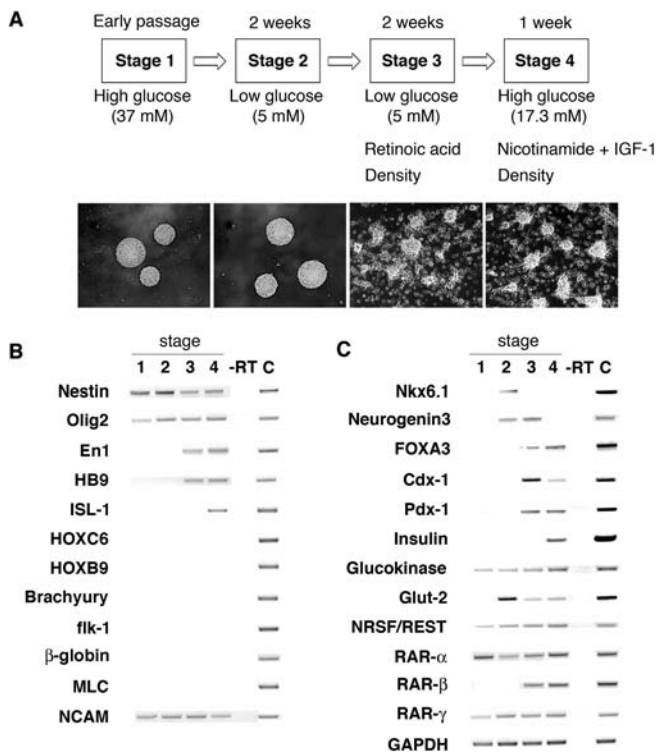 A
Early passage 2 weeks 2 weeks 1 week
Stage 1 Stage 2 Stage 3 Stage 4
High glucose Low glucose Low glucose High glucose
(37 mM) (5 mM) (5 mM) (17.3 mM)
Retinoic acid Nicotinamide + IGF-1
Density Density
B
stage
1 2 3 4 -RT C
Nestin
Olig2
En1
HB9
ISL-1
HOXC6
HOXB9
Brachyury
flk-1
β-globin
MLC
NCAM
C
stage
1 2 3 4 -RT C
Nkx6.1
Neurogenin3
FOXA3
Cdx-1
Pdx-1
Insulin
Glucokinase
Glut-2
NRSF/REST
RAR-α
RAR-β
RAR-γ
GAPDH